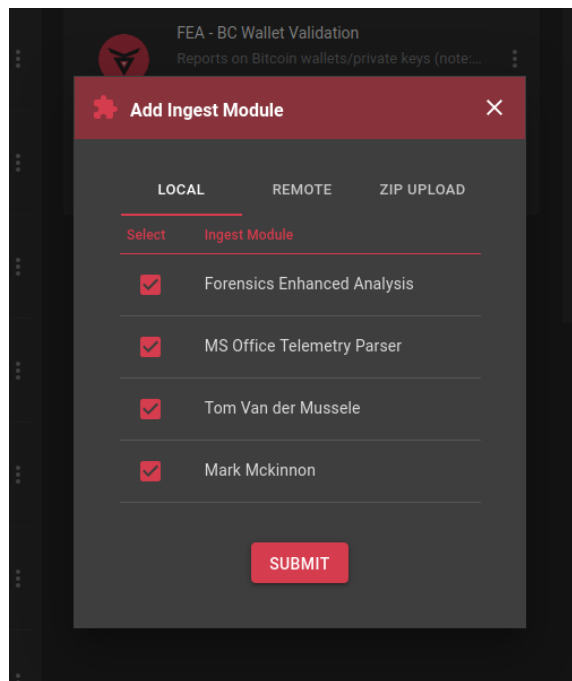 FEA - BC Wallet Validation
Reports on Bitcoin wallets/private keys (note:...
Add Ingest Module
LOCAL REMOTE ZIP UPLOAD
Select Ingest Module
Forensics Enhanced Analysis
MS Office Telemetry Parser
Tom Van der Mussele
Mark Mckinnon
SUBMIT